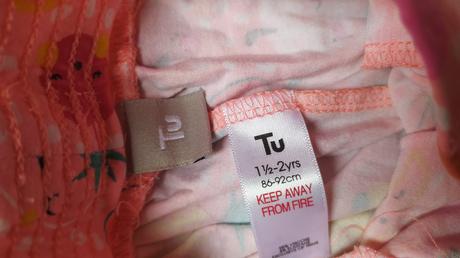 Tu
Tu
1½-2yrs
86-92cm
KEEP AWAY
FROM FIRE